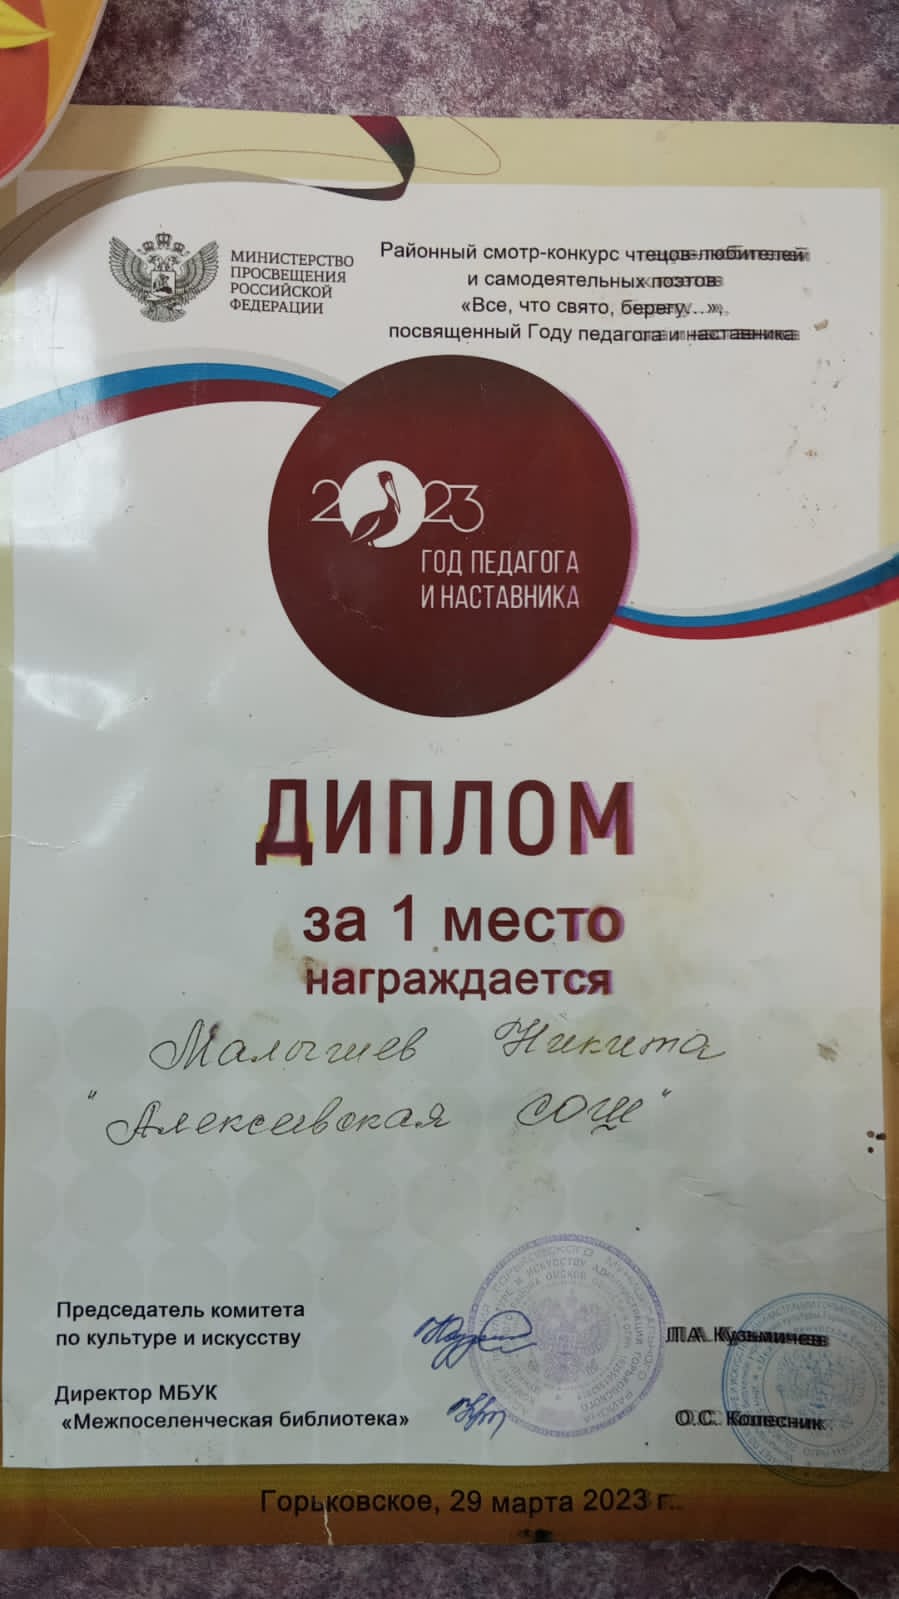 МИНИСТЕРСТВО
ПРОСВЕЩЕНИЯ
РОССИЙСКОЙ
ФЕДЕРАЦИИ
Районный смотр-конкурс чтецов-любителей
и самодеятельных поэтов
«Все, что свято, берегу...»,
посвященный Году педагога и наставника
2023
ГОД ПЕДАГОГА
И НАСТАВНИКА
ДИПЛОМ
за 1 место
награждается
Малышев Никита
"Алексеевская СОШ"
Председатель комитета
по культуре и искусству
Л.А. Кузьмичев
Директор МБУК
«Межпоселенческая библиотека»
О.С. Колесник
Горьковское, 29 марта 2023 г.